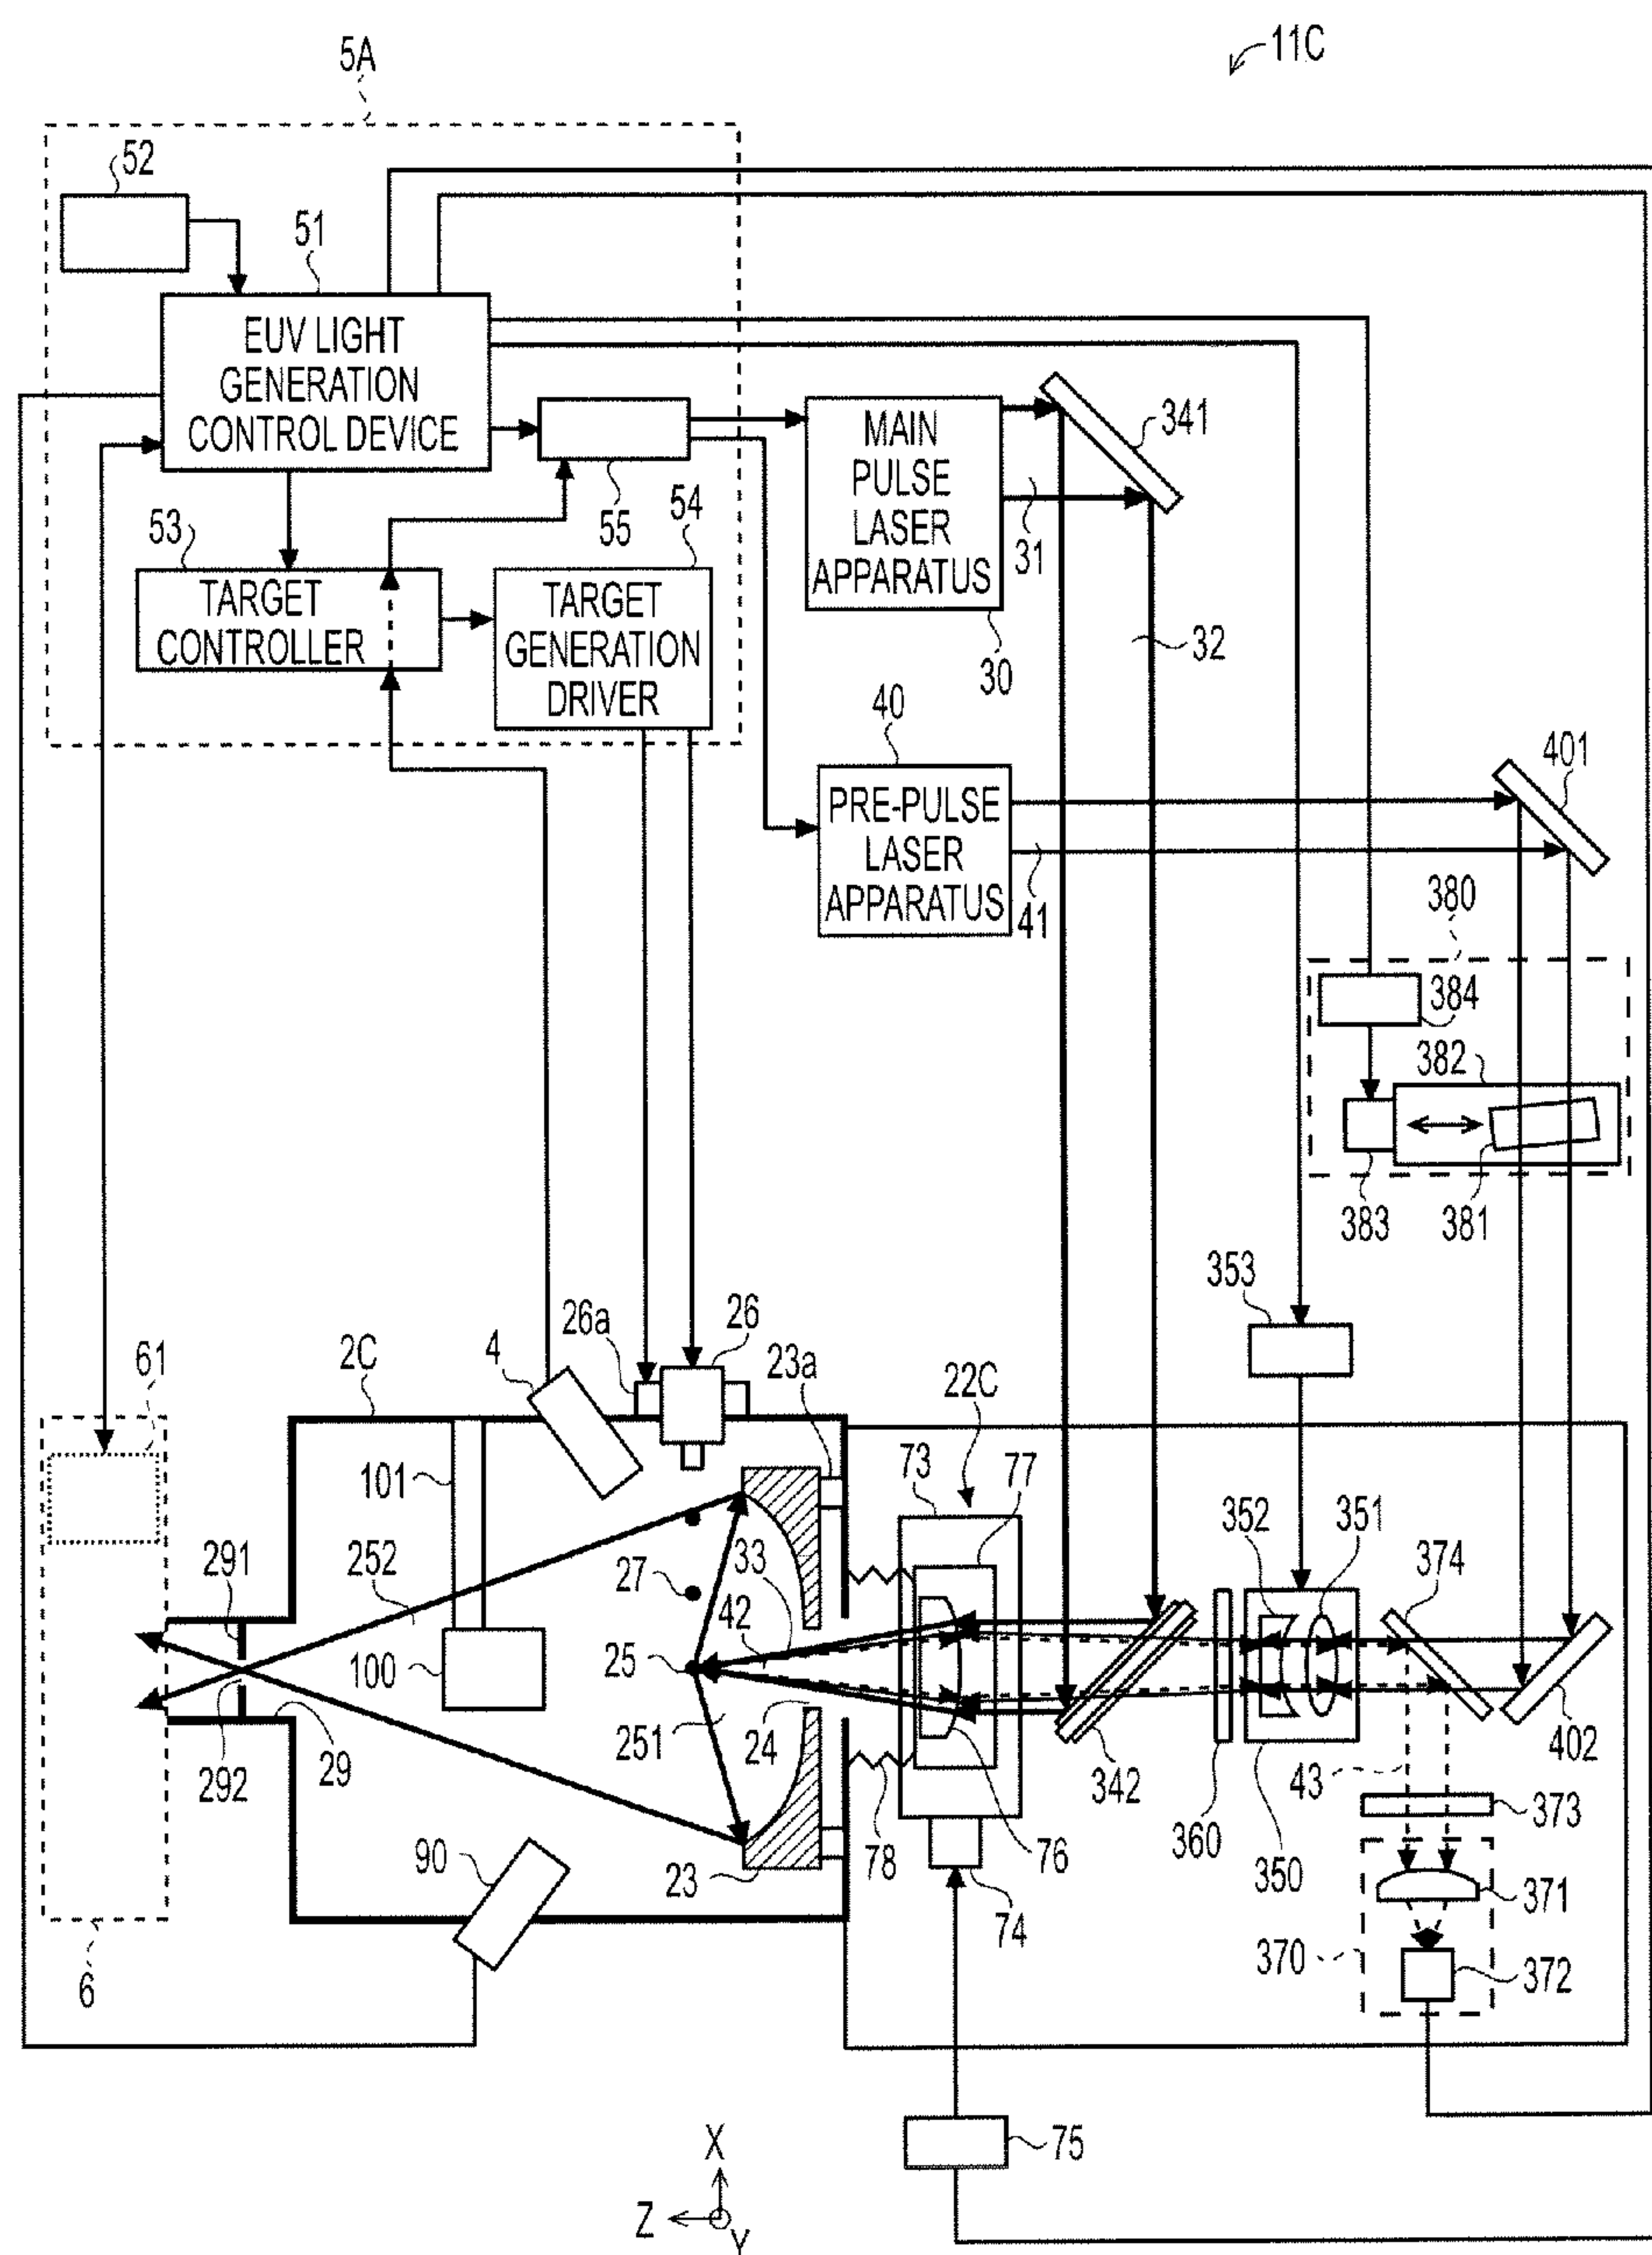 11C
5A
52
51
EUV LIGHT
GENERATION
CONTROL DEVICE
341
MAIN
PULSE
LASER
APPARATUS
55
31
54
53
TARGET
CONTROLLER
TARGET
GENERATION
DRIVER
32
30
40
401
PRE-PULSE
LASER
APPARATUS
41
380
384
382
383
381
353
26
26a
4
23a
2C
61
22C
73
77
101
352
351
374
291
252
27
33
42
100
25
251
24
292
29
342
402
43
360
350
373
78
76
90
23
371
74
370
372
6
75
X
Z
Y